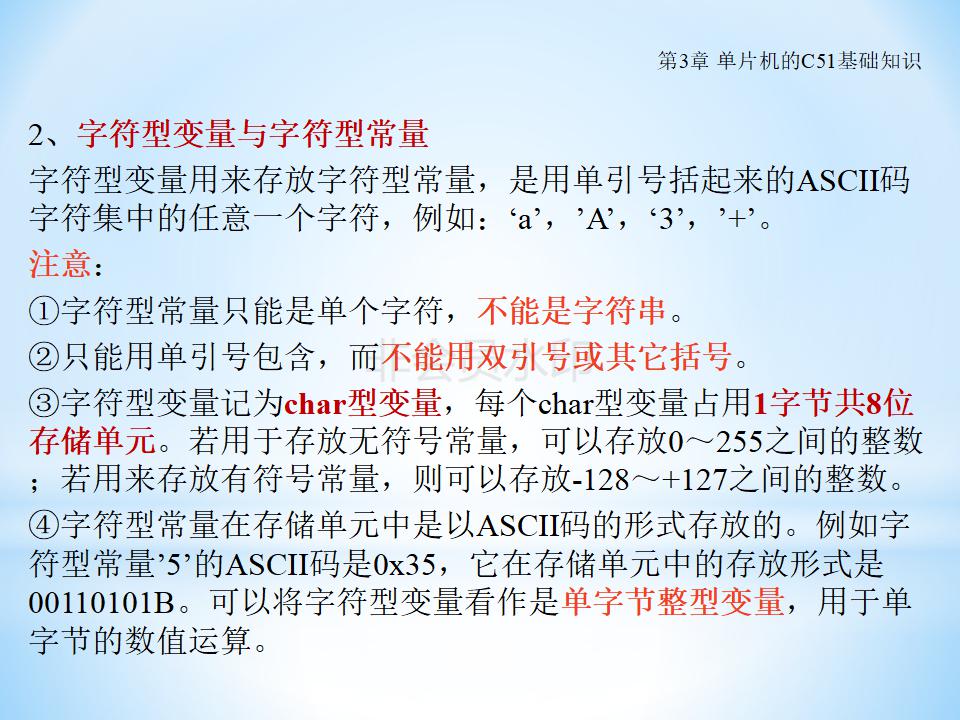 第3章 单片机的C51基础知识
2、字符型变量与字符型常量
字符型变量用来存放字符型常量，是用单引号括起来的ASCII码
字符集中的任意一个字符，例如：‘a’，’A’，‘3’，’+’。
注意：
①字符型常量只能是单个字符，不能是字符串。
②只能用单引号包含，而不能用双引号或其它括号。
非会员水印
③字符型变量记为char型变量，每个char型变量占用1字节共8位
存储单元。若用于存放无符号常量，可以存放0～255之间的整数
；若用来存放有符号常量，则可以存放-128～+127之间的整数。
④字符型常量在存储单元中是以ASCII码的形式存放的。例如字
符型常量’5’的ASCII码是0x35，它在存储单元中的存放形式是
00110101B。可以将字符型变量看作是单字节整型变量，用于单
字节的数值运算。